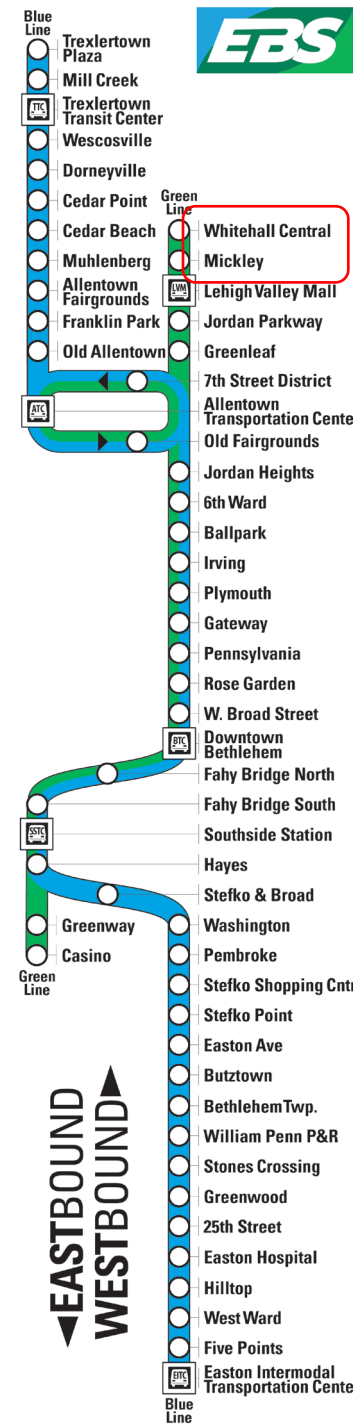 Blue
Line
EBS
Trexlertown
Plaza
Mill Creek
TTC
Trexlertown
Transit Center
Wescosville
Dorneyville
Cedar Point
Green
Line
Cedar Beach
Whitehall Central
Muhlenberg
Mickley
Allentown
Fairgrounds
LVM
Lehigh Valley Mall
Franklin Park
Jordan Parkway
Old Allentown
Greenleaf
7th Street District
ATC
Allentown
Transportation Cente
Old Fairgrounds
Jordan Heights
6th Ward
Ballpark
Irving
Plymouth
Gateway
Pennsylvania
Rose Garden
W. Broad Street
BTC
Downtown
Bethlehem
Fahy Bridge North
Fahy Bridge South
SSTC
Southside Station
Hayes
Stefko & Broad
Greenway
Washington
Casino
Pembroke
Green
Line
Stefko Shopping Cntr
Stefko Point
Easton Ave
Butztown
Bethlehem Twp.
William Penn P&R
Stones Crossing
Greenwood
25th Street
Easton Hospital
Hilltop
West Ward
Five Points
EASTBOUND
WESTBOUND
EITC
Easton Intermodal
Transportation Cente
Blue
Line